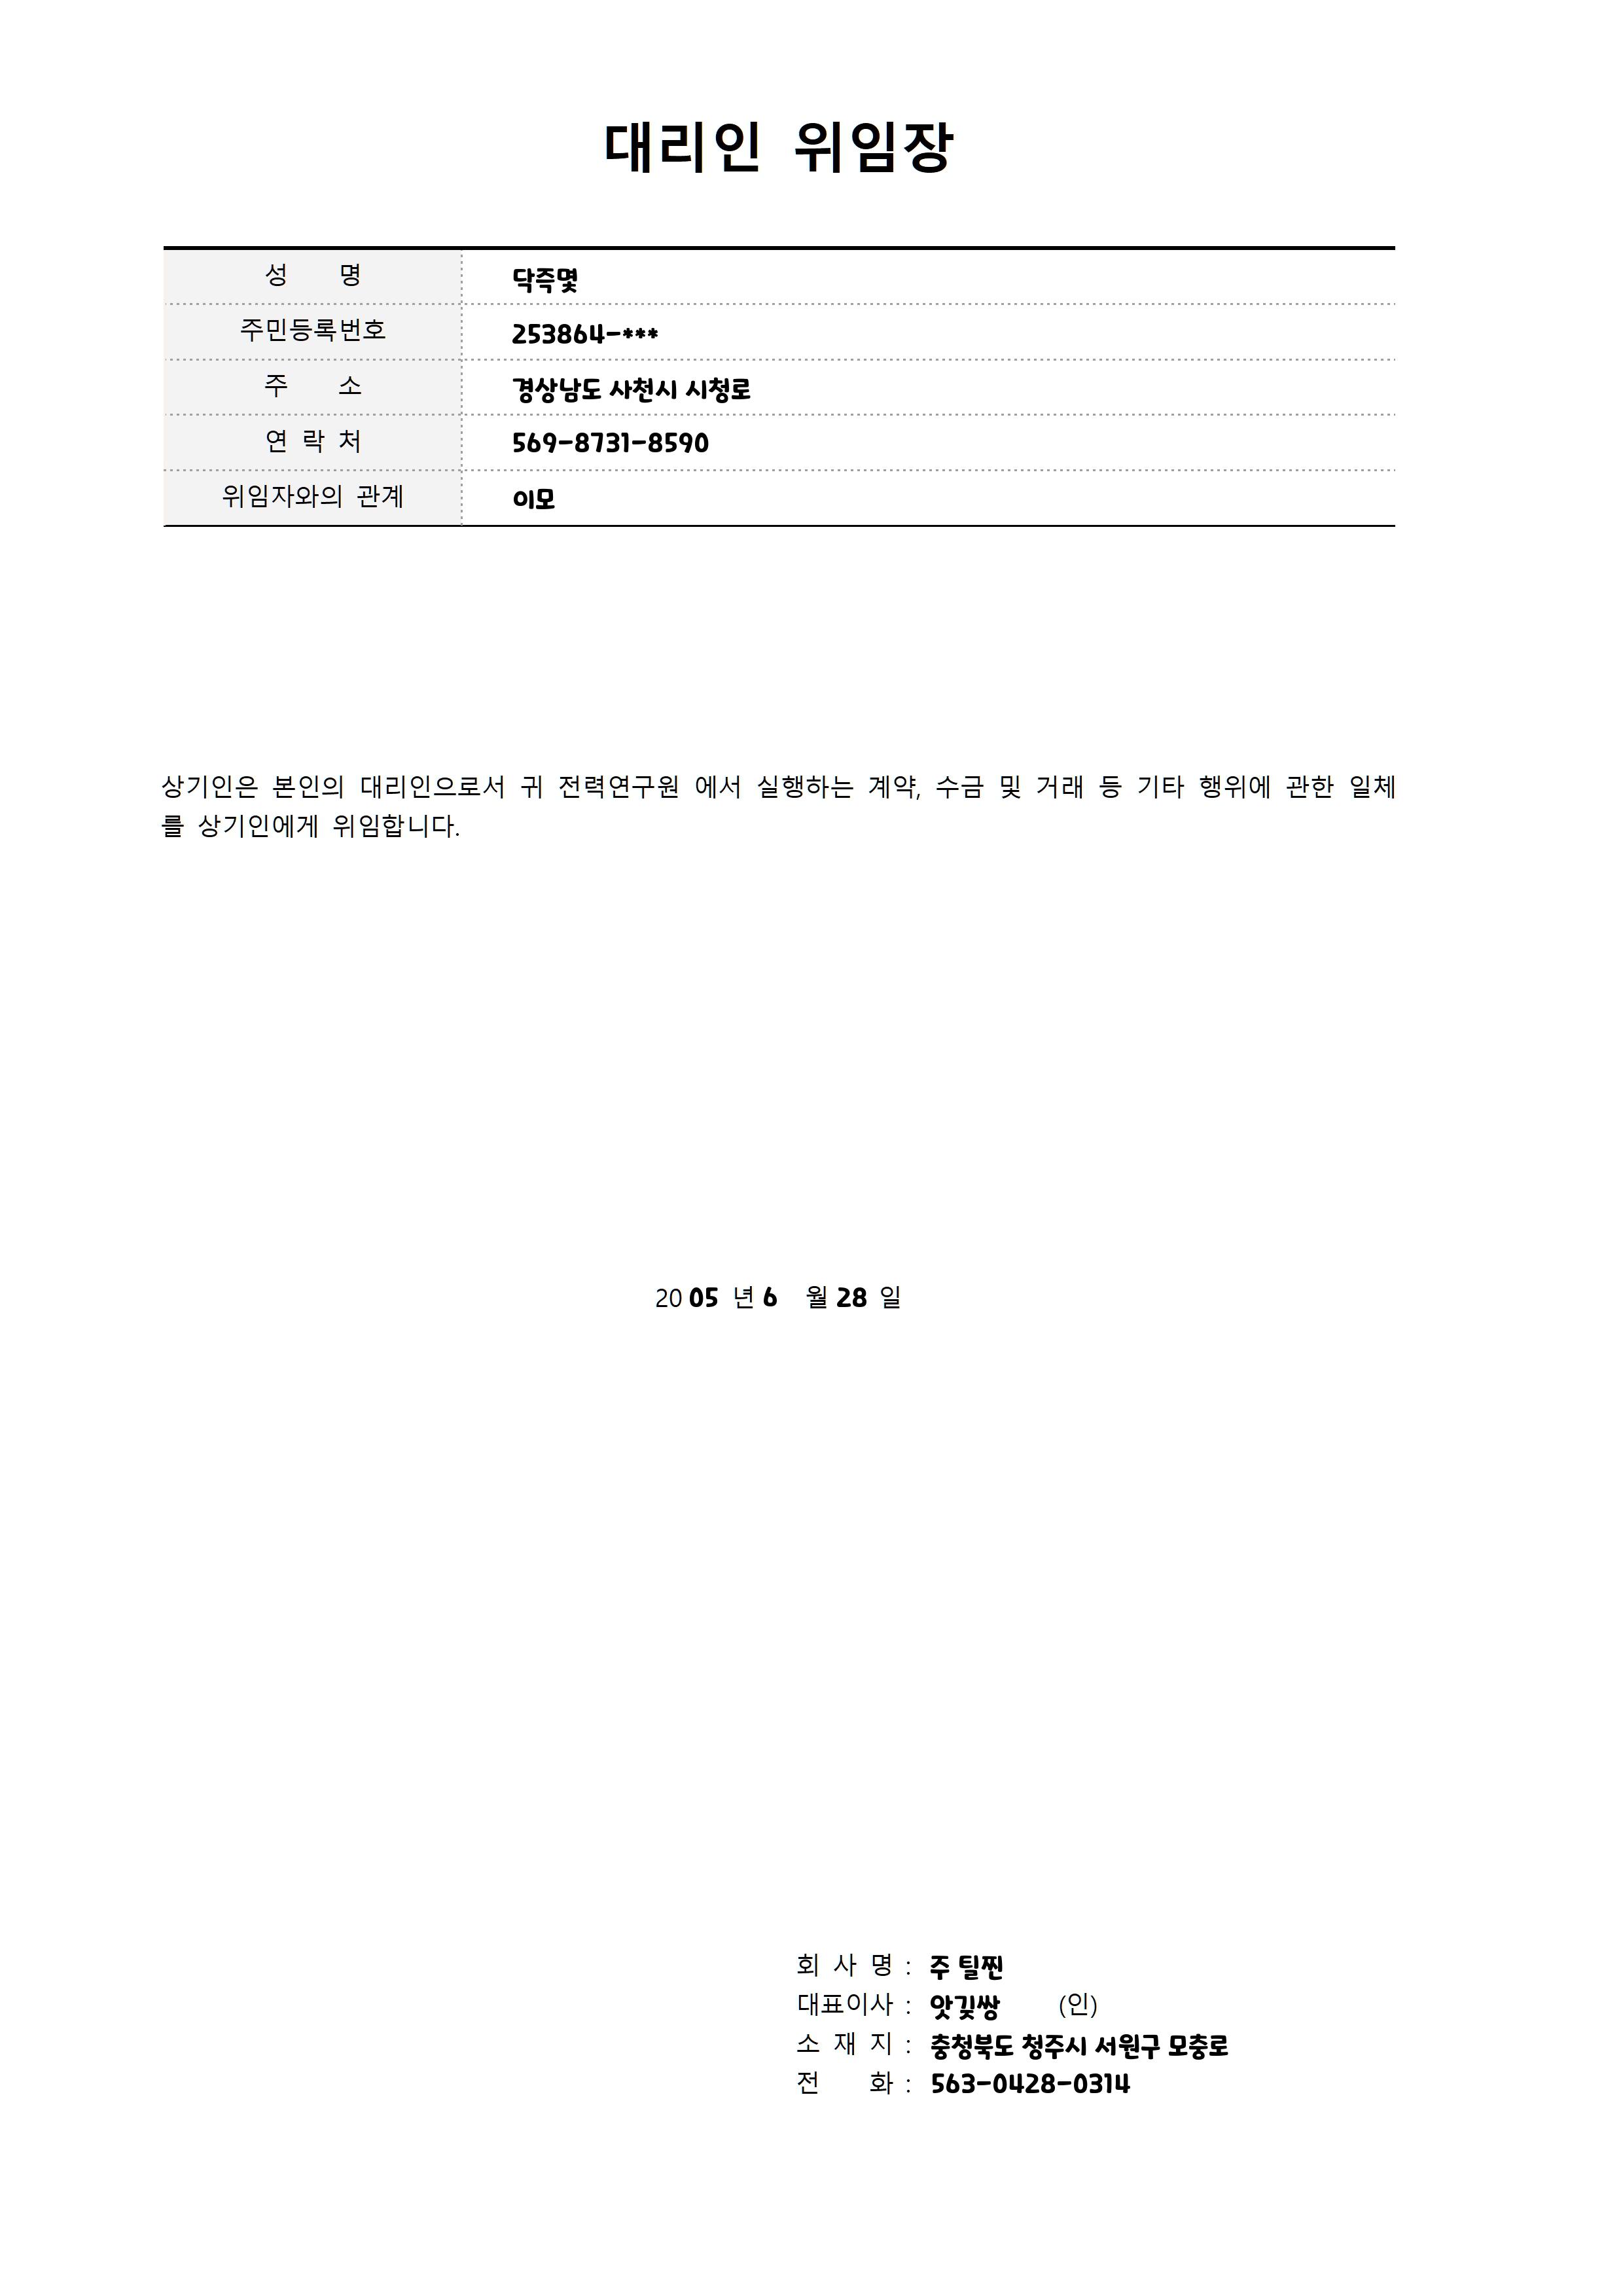 대리인 위임장
성 명 닥즉몇
주민등록번호 253864-***
주 소 경상남도 사천시 시청로
연 락 처 569-8731-8590
위임자와의 관계 이모
상기인은 본인의 대리인으로서 귀 전력연구원 에서 실행하는 계약, 수금 및 거래 등 기타 행위에 관한 일체
를 상기인에게 위임합니다.
20 05 년 6 월 28 일
회 사 명 : 주 틸찐
대표이사 : 앗깆쌍 (인)
소 재 지 : 충청북도 청주시 서원구 모충로
전 화 : 563-0428-0314